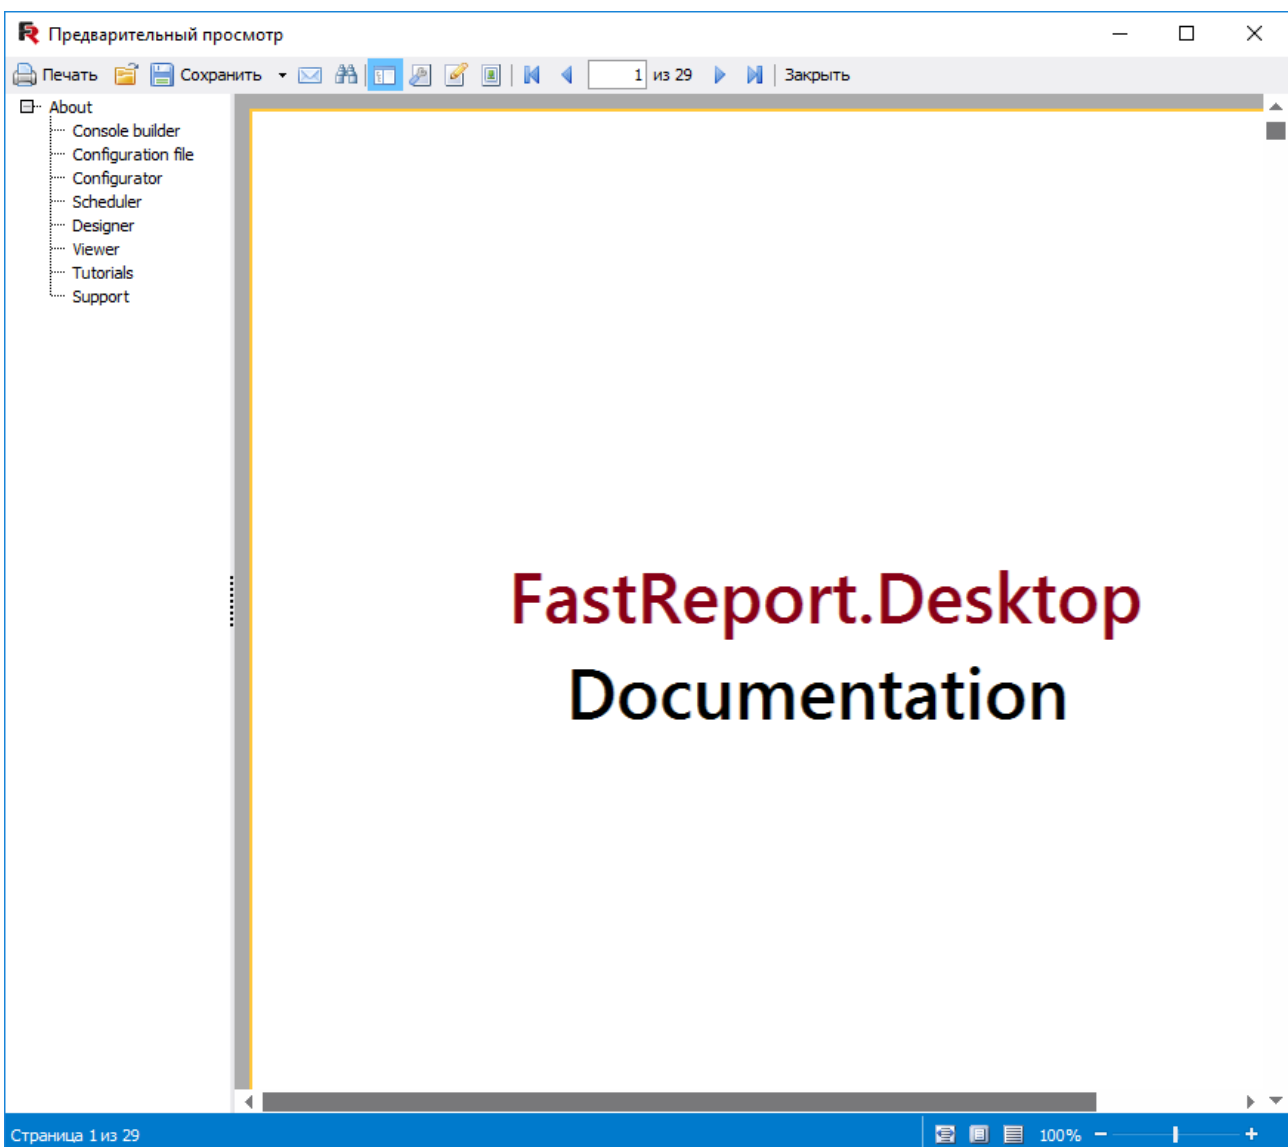 Предварительный просмотр
Печать Сохранить 1 из 29 Закрыть
About
Console builder
Configuration file
Configurator
Scheduler
Designer
Viewer
Tutorials
Support
FastReport.Desktop
Documentation
Страница 1 из 29 100%